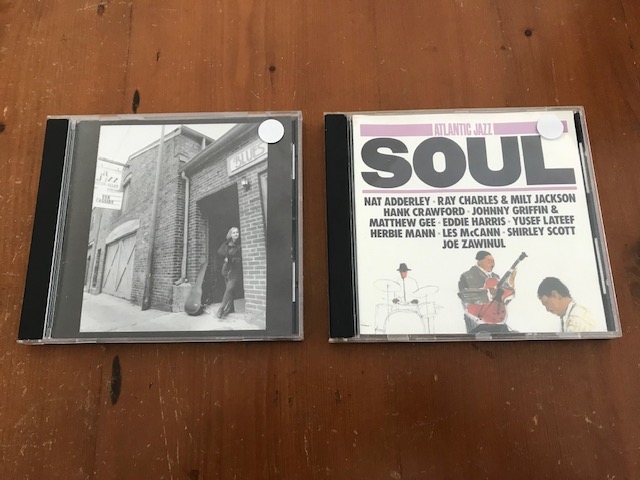 JAZZ
BLUES
ATLANTIC JAZZ
SOUL
NAT ADDERLEY · RAY CHARLES & MILT JACKSON
HANK CRAWFORD · JOHNNY GRIFFIN &
MATTHEW GEE · EDDIE HARRIS · YUSEF LATEEF
HERBIE MANN · LES McCANN · SHIRLEY SCOTT
JOE ZAWINUL